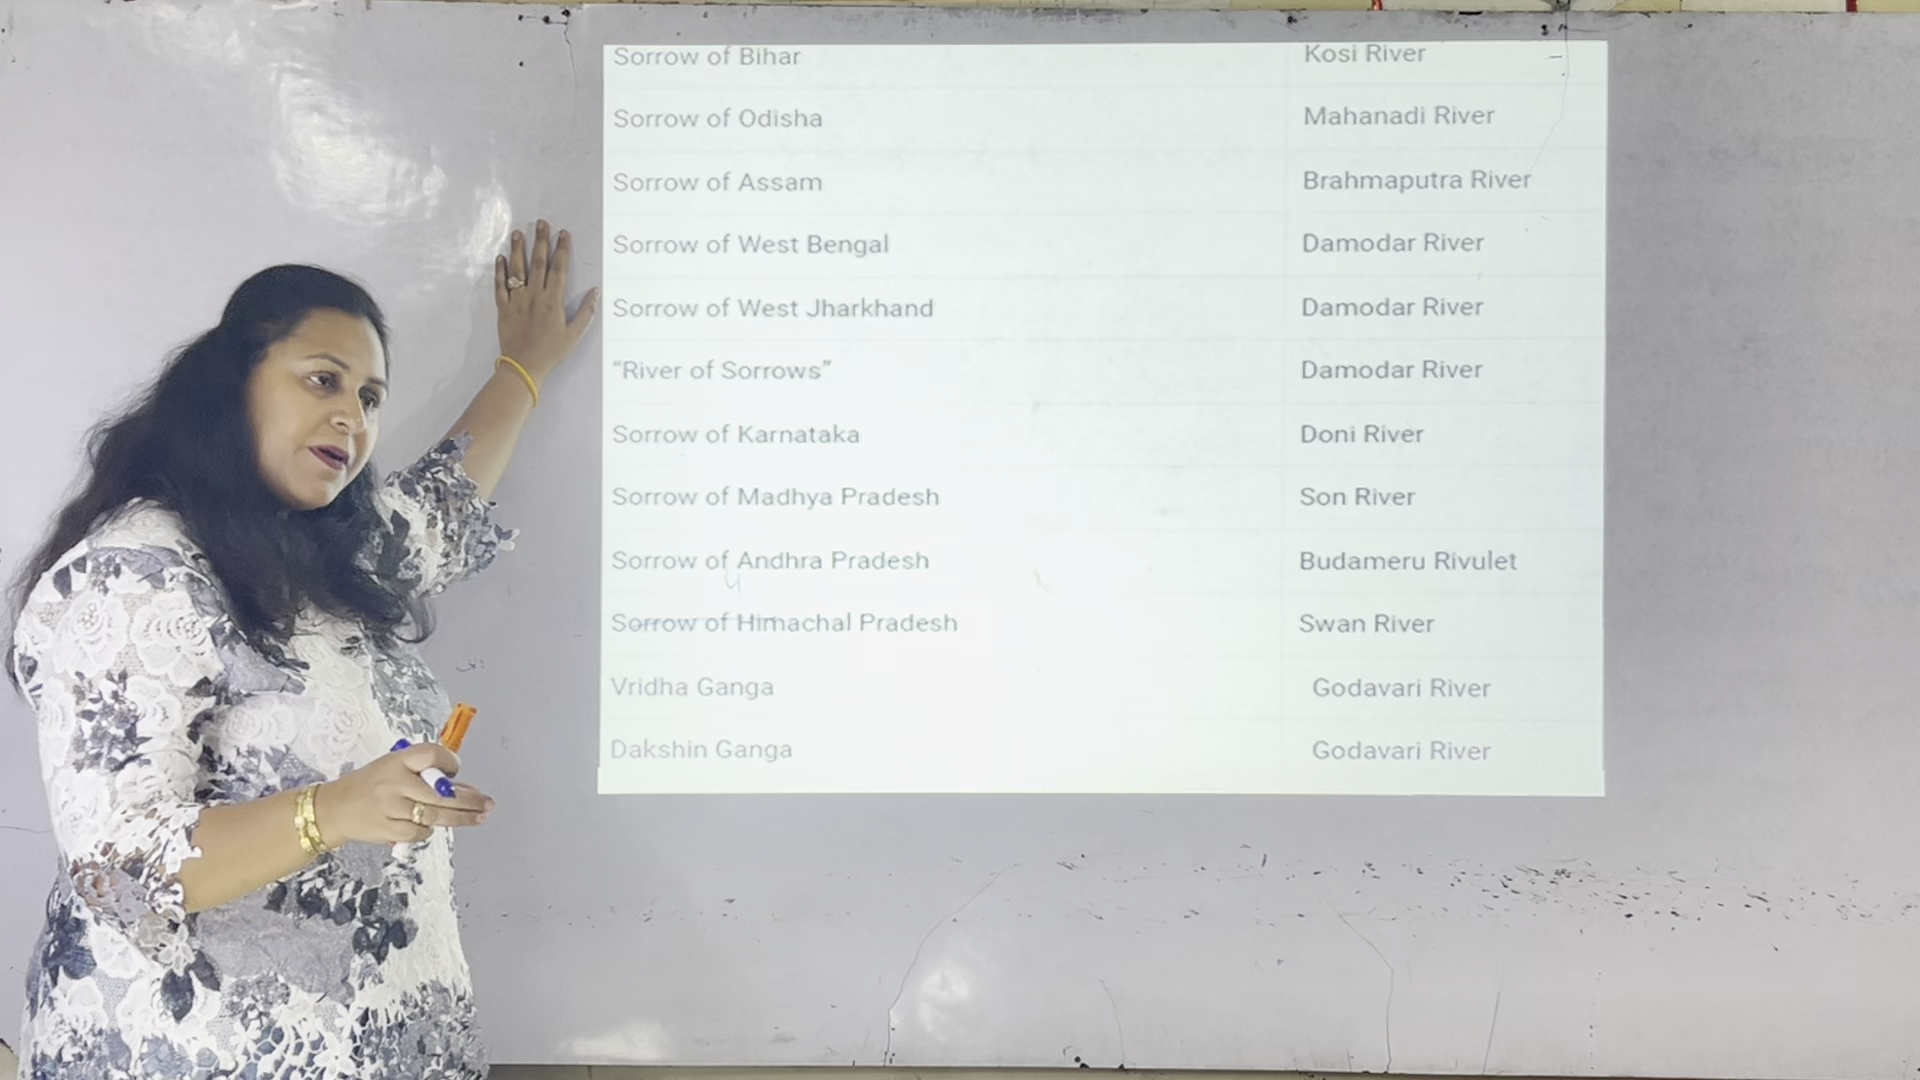 Sorrow of Bihar Kosi River
Sorrow of Odisha Mahanadi River
Sorrow of Assam Brahmaputra River
Sorrow of West Bengal Damodar River
Sorrow of West Jharkhand Damodar River
“River of Sorrows” Damodar River
Sorrow of Karnataka Doni River
Sorrow of Madhya Pradesh Son River
Sorrow of Andhra Pradesh Budameru Rivulet
Sorrow of Himachal Pradesh Swan River
Vridha Ganga Godavari River
Dakshin Ganga Godavari River